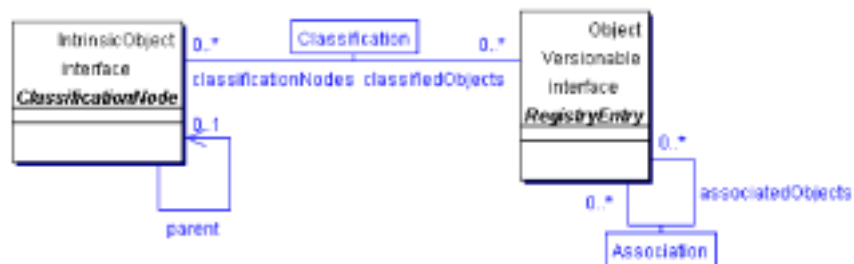 IntrinsicObject
interface
ClassificationNode
0..*
Classification
0..*
classificationNodes classifiedObjects
Object
Versionable
interface
RegistryEntry
0..1
parent
0..*
0..*
associatedObjects
Association